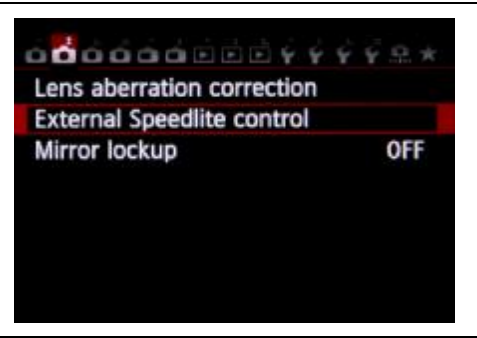 Lens aberration correction
External Speedlite control
Mirror lockup OFF